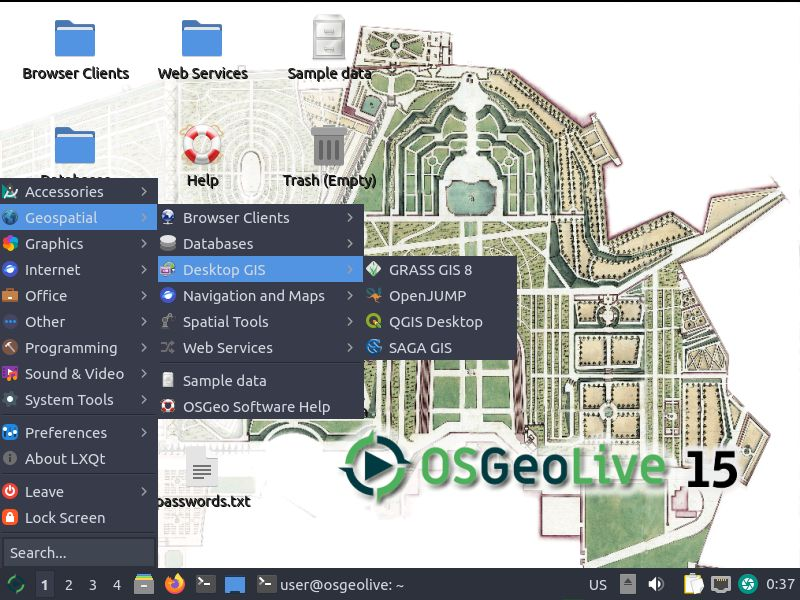 Browser Clients
Web Services
Sample data
Databases
Help
Trash (Empty)
Accessories
Geospatial
Graphics
Internet
Office
Other
Programming
Sound & Video
System Tools
Preferences
About LXQt
Leave
Lock Screen
Search...
Browser Clients
Databases
Desktop GIS
Navigation and Maps
Spatial Tools
Web Services
Sample data
OSGeo Software Help
GRASS GIS 8
OpenJUMP
QGIS Desktop
SAGA GIS
OSGeoLive 15
passwords.txt
1 2 3 4
user@osgeolive: ~
US
0:37